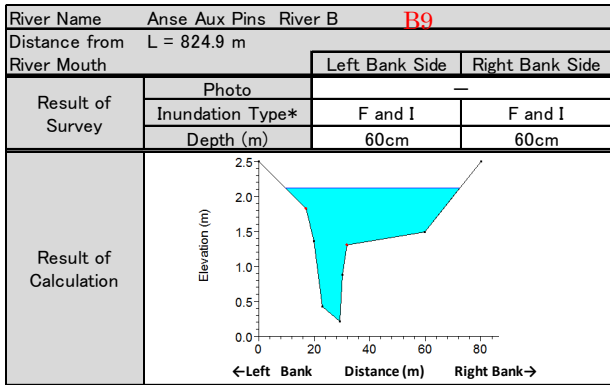 River Name Anse Aux Pins River B B9
Distance from L = 824.9 m
River Mouth Left Bank Side Right Bank Side
Result of Survey
Photo —
Inundation Type* F and I F and I
Depth (m) 60cm 60cm
Result of Calculation
Elevation (m)
2.5
2.0
1.5
1.0
0.5
0.0
0 20 40 60 80
←Left Bank Distance (m) Right Bank→